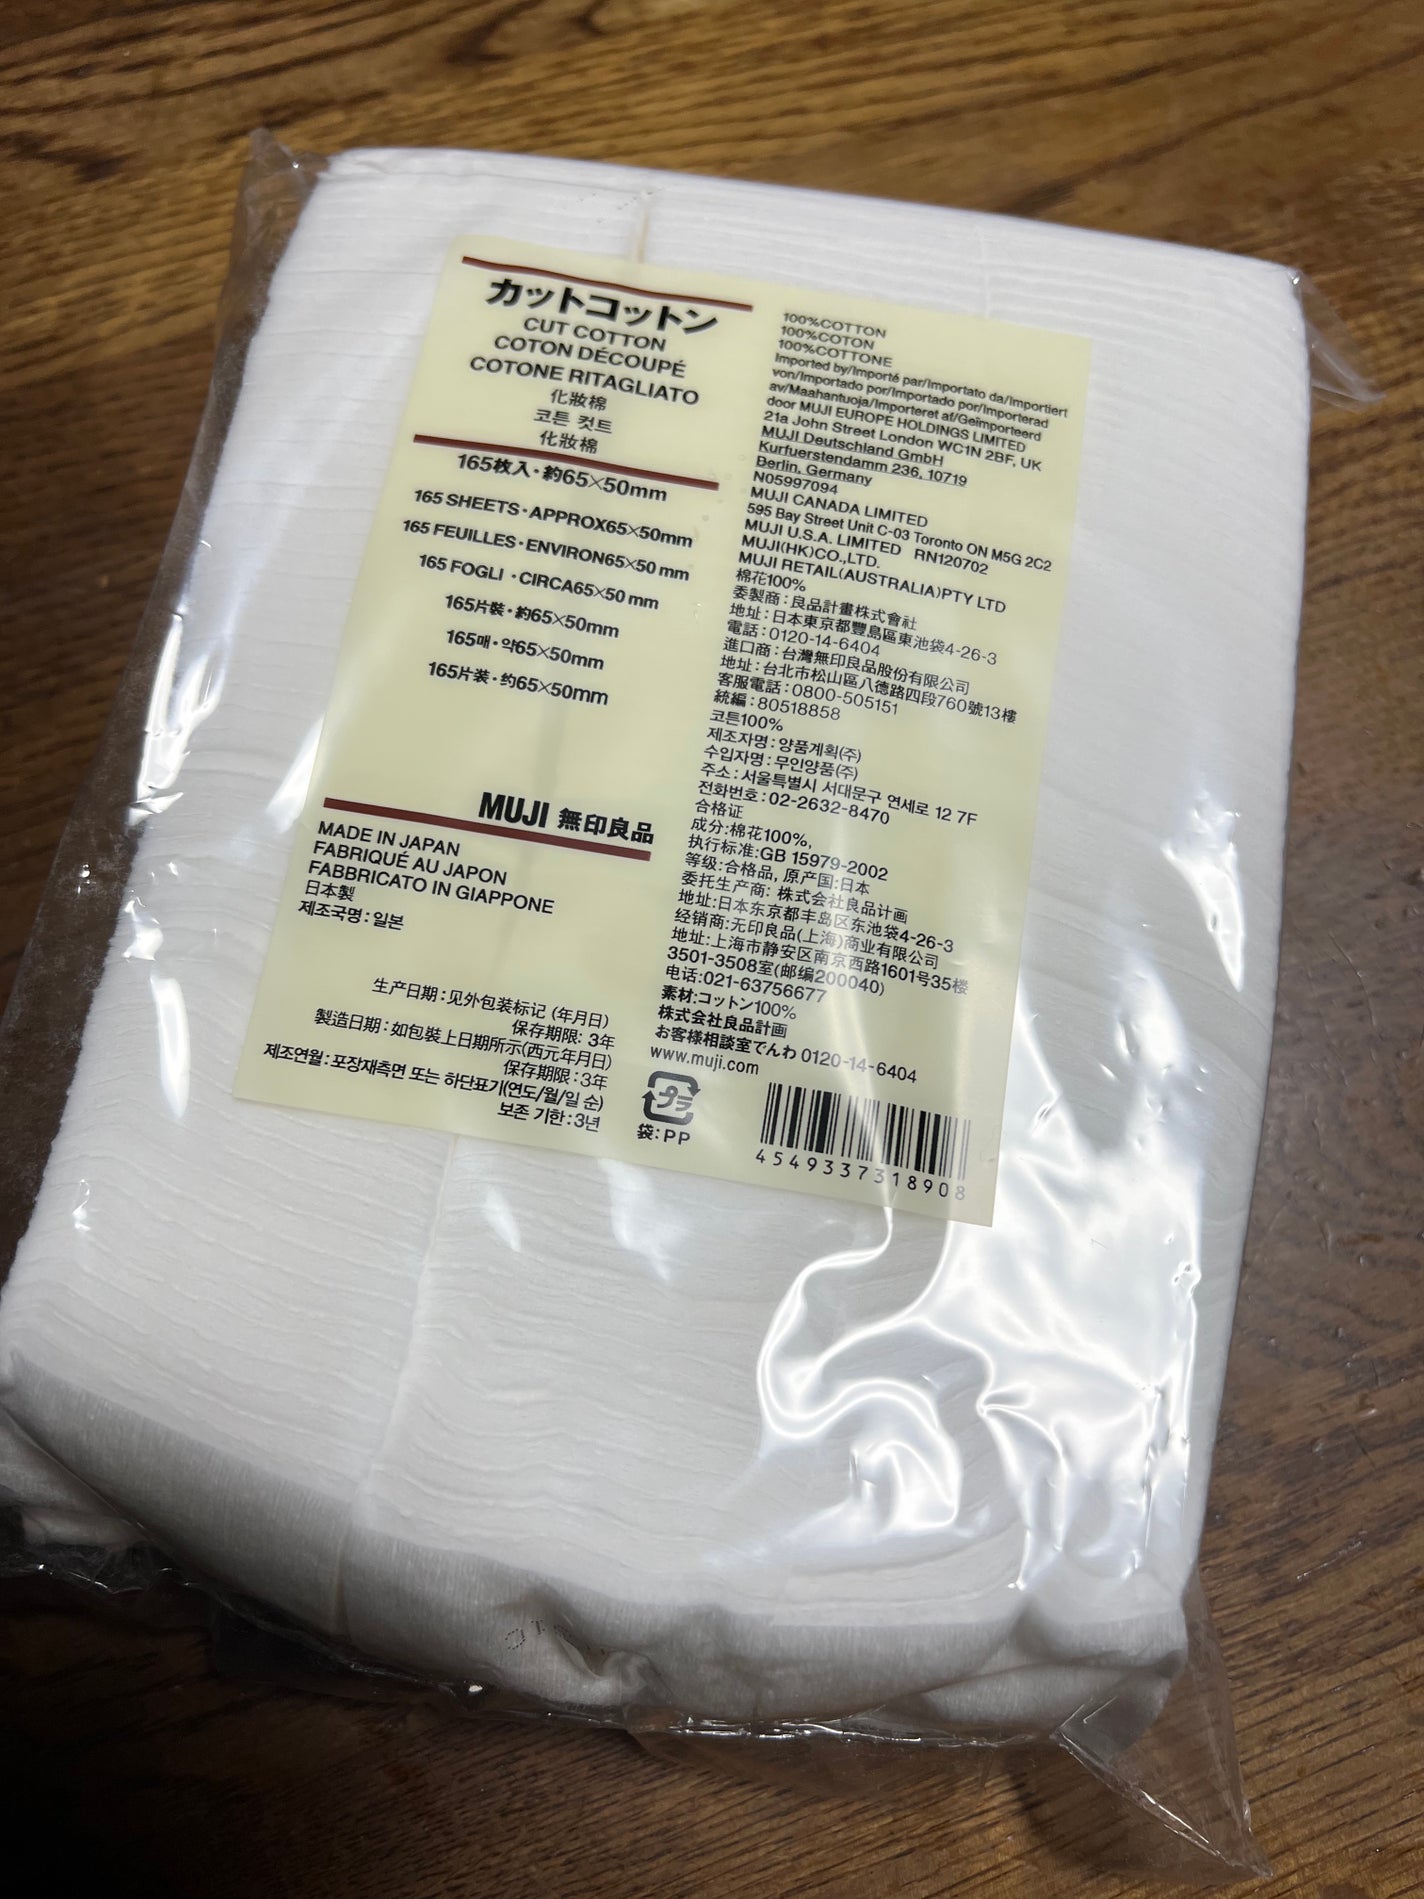 カットコットン
CUT COTTON
COTON DÉCOUPÉ
COTONE RITAGLIATO
化妝棉
코튼 컷트
化妝棉
165枚入・約65×50mm
165 SHEETS・APPROX65×50mm
165 FEUILLES・ENVIRON65×50 mm
165 FOGLI ・CIRCA65×50 mm
165片裝・約65×50mm
165매・약65×50mm
165片装・约65×50mm
MUJI 無印良品
MADE IN JAPAN
FABRIQUÉ AU JAPON
FABBRICATO IN GIAPPONE
日本製
제조국명:일본
生产日期:见外包装标记 (年月日)
保存期限: 3年
製造日期:如包裝上日期所示(西元年月日)
保存期限:3年
제조연월:포장재측면 또는 하단표기(연도/월/일 순)
보존 기한:3년
100%COTTON
100%COTON
100%COTTONE
Imported by/Importé par/Importato da/Importiert
von/Importado por/Importado por/Importerad
av/Maahantuoja/Importeret af/Geïmporteerd
door MUJI EUROPE HOLDINGS LIMITED
21a John Street London WC1N 2BF, UK
MUJI Deutschland GmbH
Kurfuerstendamm 236, 10719
Berlin, Germany
N05997094
MUJI CANADA LIMITED
595 Bay Street Unit C-03 Toronto ON M5G 2C2
MUJI U.S.A. LIMITED RN120702
MUJI(HK)CO.,LTD.
MUJI RETAIL(AUSTRALIA)PTY LTD
棉花100%
委製商:良品計畫株式會社
地址:日本東京都豐島區東池袋4-26-3
電話:0120-14-6404
進口商:台灣無印良品股份有限公司
地址:台北市松山區八德路四段760號13樓
客服電話:0800-505151
統編:80518858
코튼100%
제조자명:양품계획(주)
수입자명:무인양품(주)
주소:서울특별시 서대문구 연세로 12 7F
전화번호:02-2632-8470
合格证
成分:棉花100%,
执行标准:GB 15979-2002
等级:合格品, 原产国:日本
委托生产商: 株式会社良品计画
地址:日本东京都丰岛区东池袋4-26-3
经销商:无印良品(上海)商业有限公司
地址:上海市静安区南京西路1601号35楼
3501-3508室(邮编200040)
电话:021-63756677
素材:コットン100%
株式会社良品計画
お客様相談室でんわ 0120-14-6404
www.muji.com
プラ
袋:PP
4549337318908